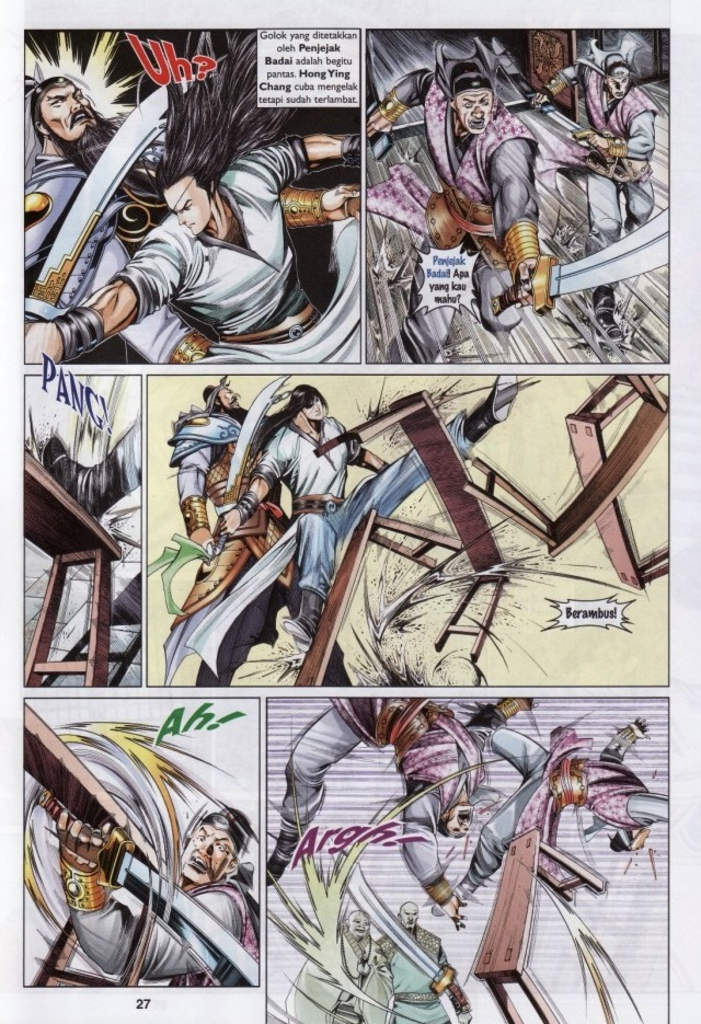 Uh?
Golok yang ditetakkan
oleh Penjejak
Badai adalah begitu
pantas. Hong Ying
Chang cuba mengelak
tetapi sudah terlambat.
Penjejak
Badai! Apa
yang kau
mahu?
PANG!
Berambus!
Ah..-
Argh..-
27